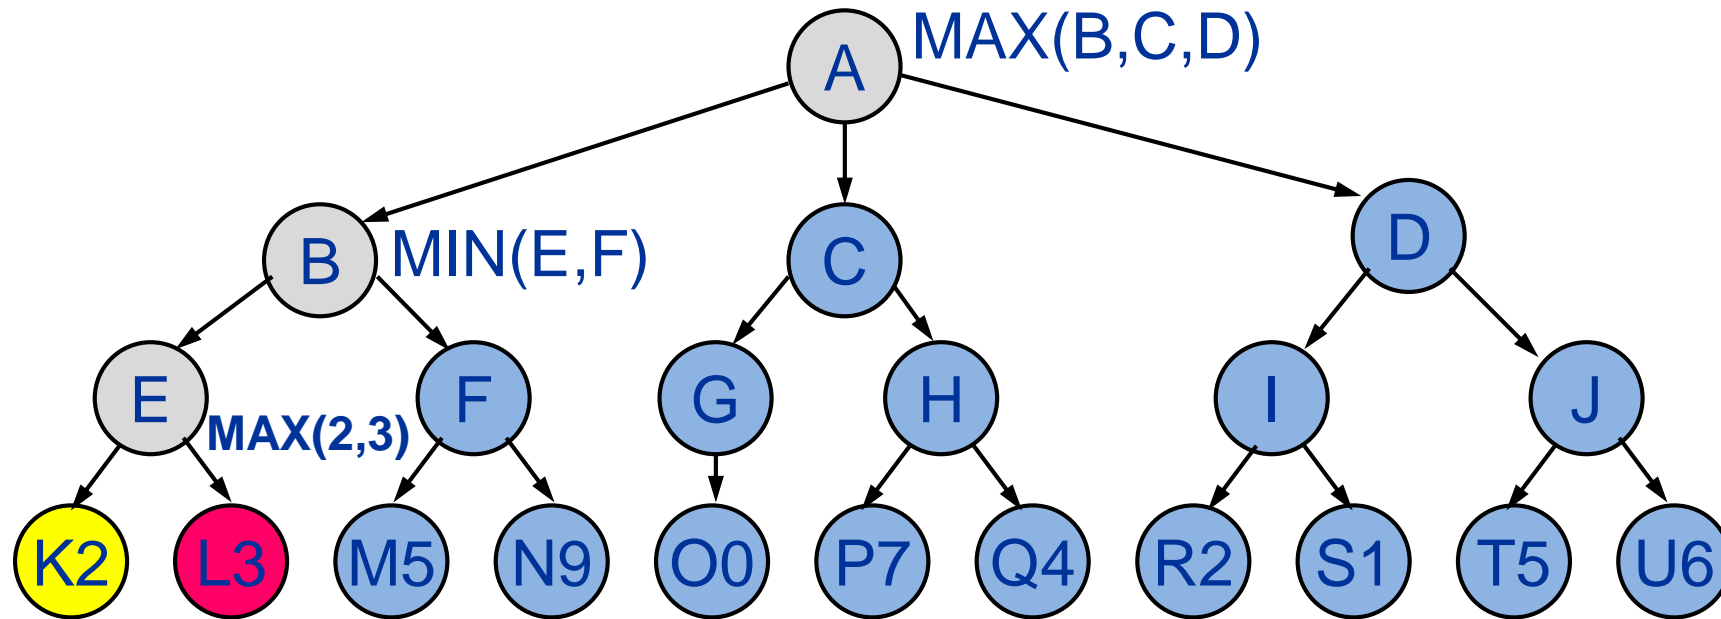 A MAX(B,C,D)
B MIN(E,F) C D
E MAX(2,3) F G H I J
K2 L3 M5 N9 O0 P7 Q4 R2 S1 T5 U6